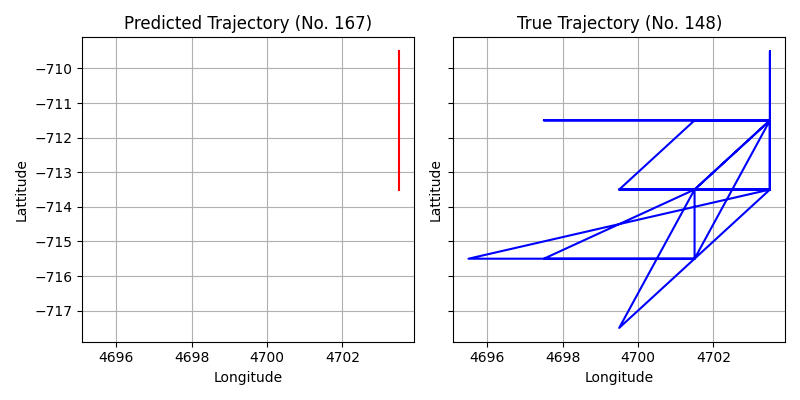 Predicted Trajectory (No. 167)
True Trajectory (No. 148)
−710
−711
−712
−713
−714
−715
−716
−717
Lattitude
Lattitude
4696 4698 4700 4702
4696 4698 4700 4702
Longitude
Longitude